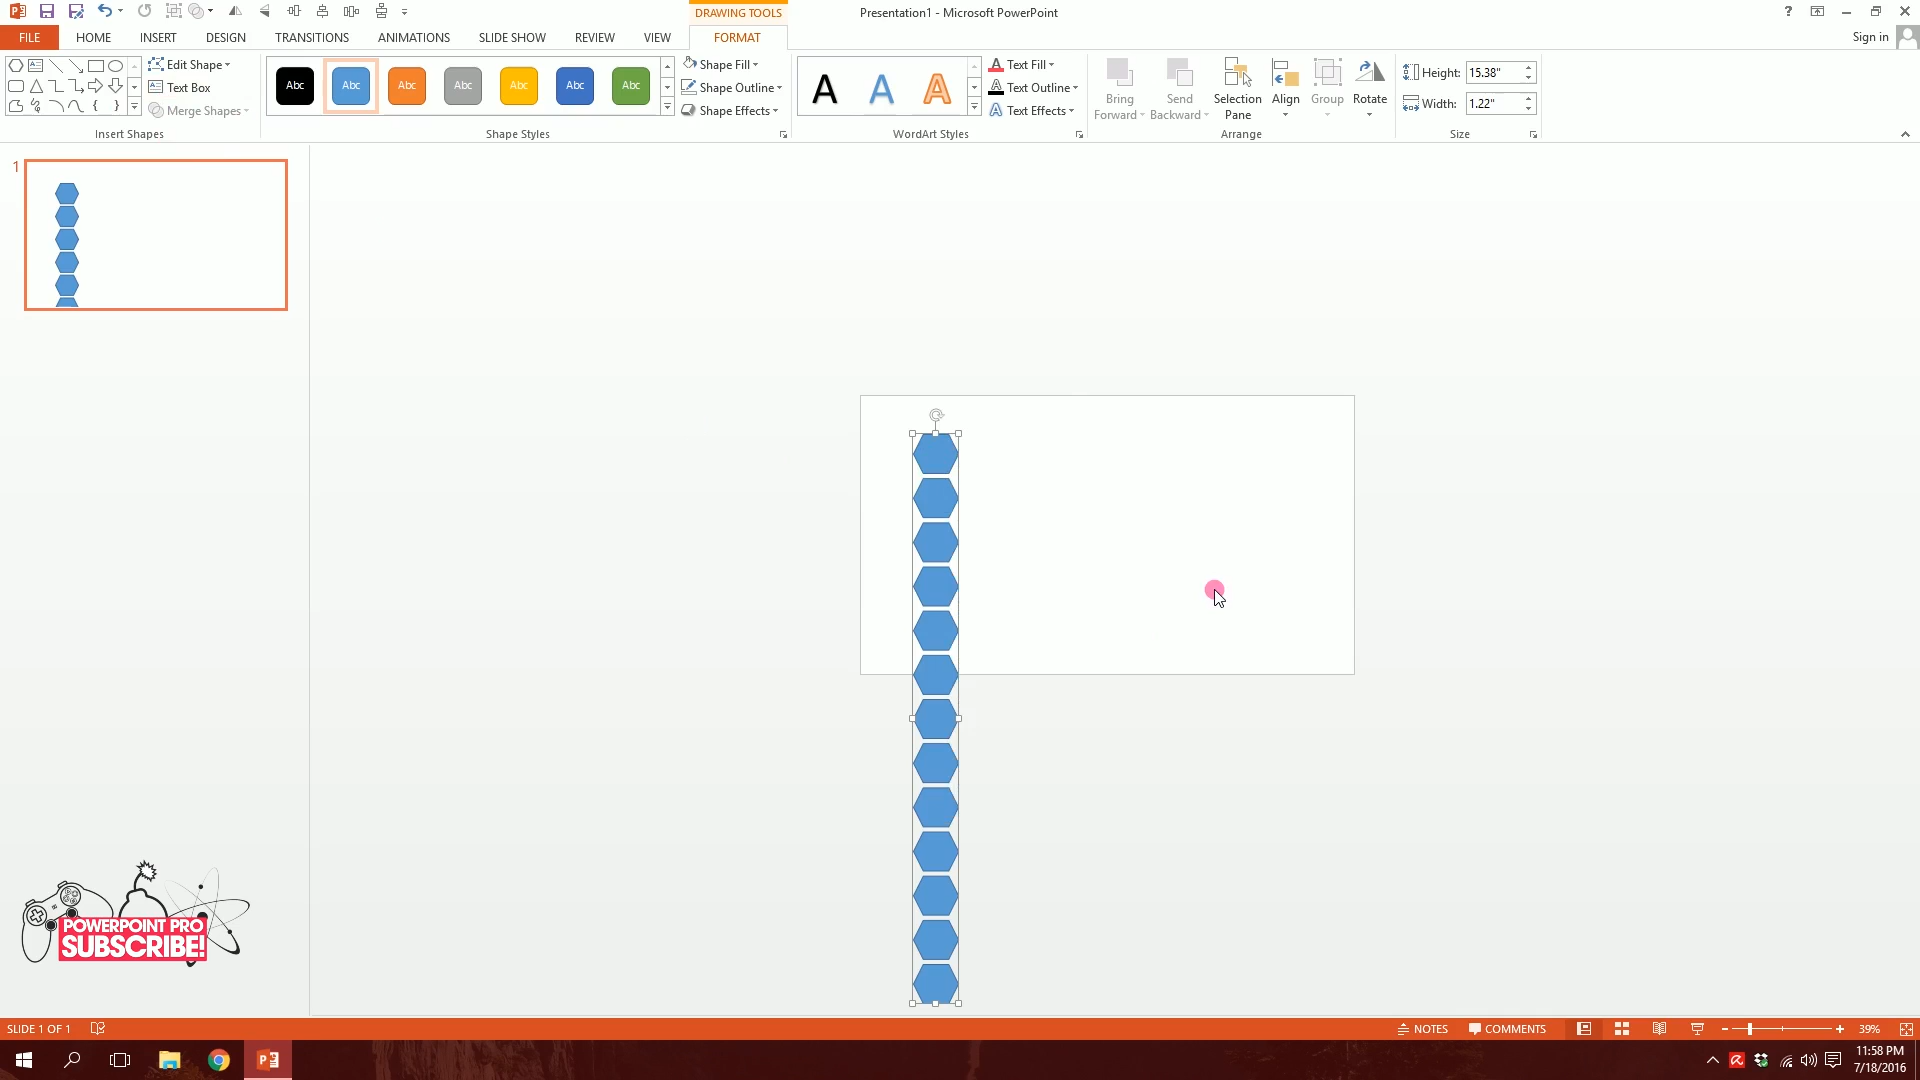 DRAWING TOOLS
Presentation1 - Microsoft PowerPoint
?
FILE
HOME
INSERT
DESIGN
TRANSITIONS
ANIMATIONS
SLIDE SHOW
REVIEW
VIEW
FORMAT
Sign in
Edit Shape
Text Box
Merge Shapes
Insert Shapes
Abc
Abc
Abc
Abc
Abc
Abc
Abc
Shape Fill
Shape Outline
Shape Effects
Shape Styles
A
A
A
Text Fill
Text Outline
Text Effects
WordArt Styles
Bring
Forward
Send
Backward
Selection
Pane
Align
Group
Rotate
Arrange
Height:
15.38"
Width:
1.22"
Size
1
POWERPOINT PRO
SUBSCRIBE!
SLIDE 1 OF 1
NOTES
COMMENTS
39%
11:58 PM
7/18/2016